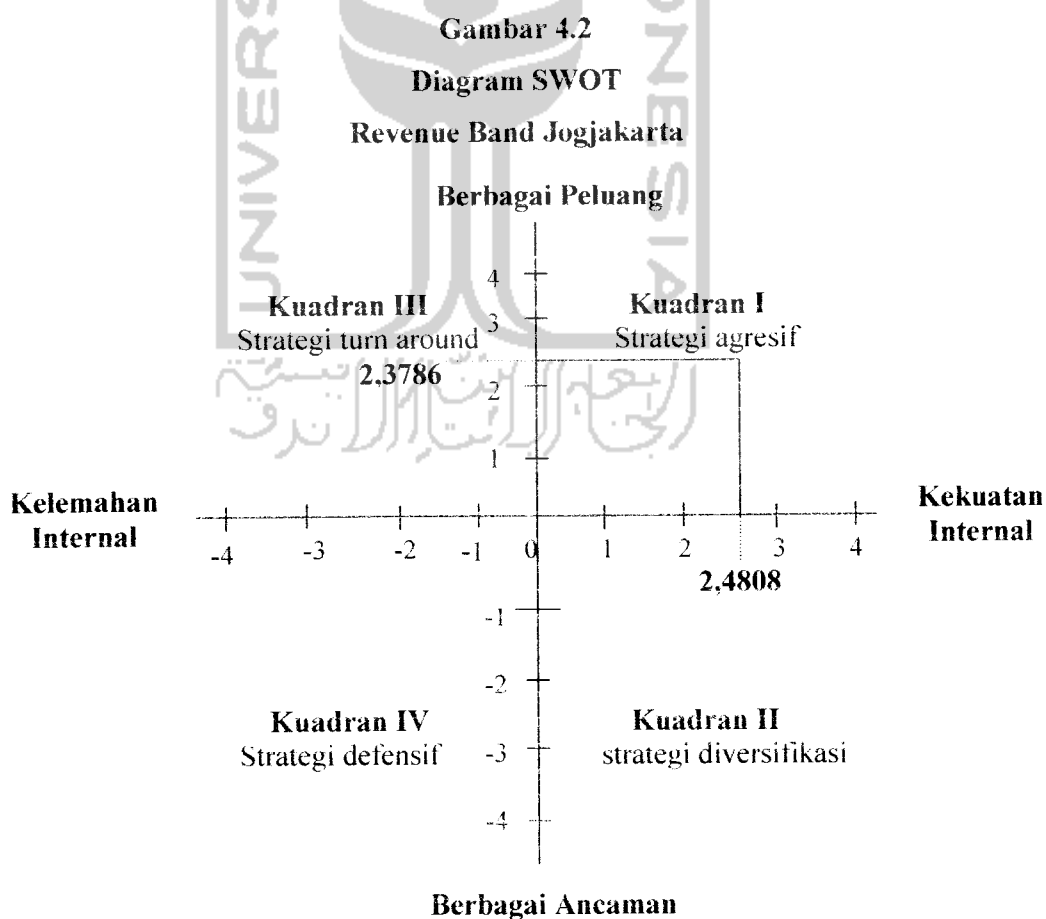 Gambar 4.2
Diagram SWOT
Revenue Band Jogjakarta
Berbagai Peluang
4
Kuadran III
Kuadran I
3
Strategi turn around
Strategi agresif
2,3786
2
1
Kelemahan
Internal
Kekuatan
Internal
-4 -3 -2 -1 0 1 2 3 4
2,4808
-1
-2
Kuadran IV
Kuadran II
Strategi defensif
-3
strategi diversifikasi
-4
Berbagai Ancaman
UNIVERS
ONESIA